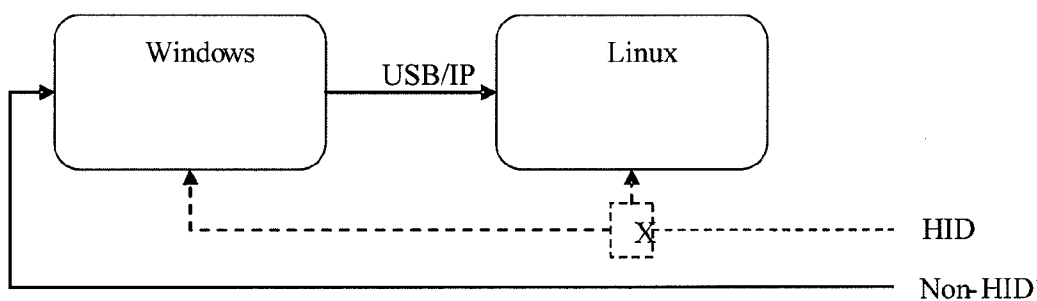 Windows
Linux
USB/IP
X
HID
Non-HID